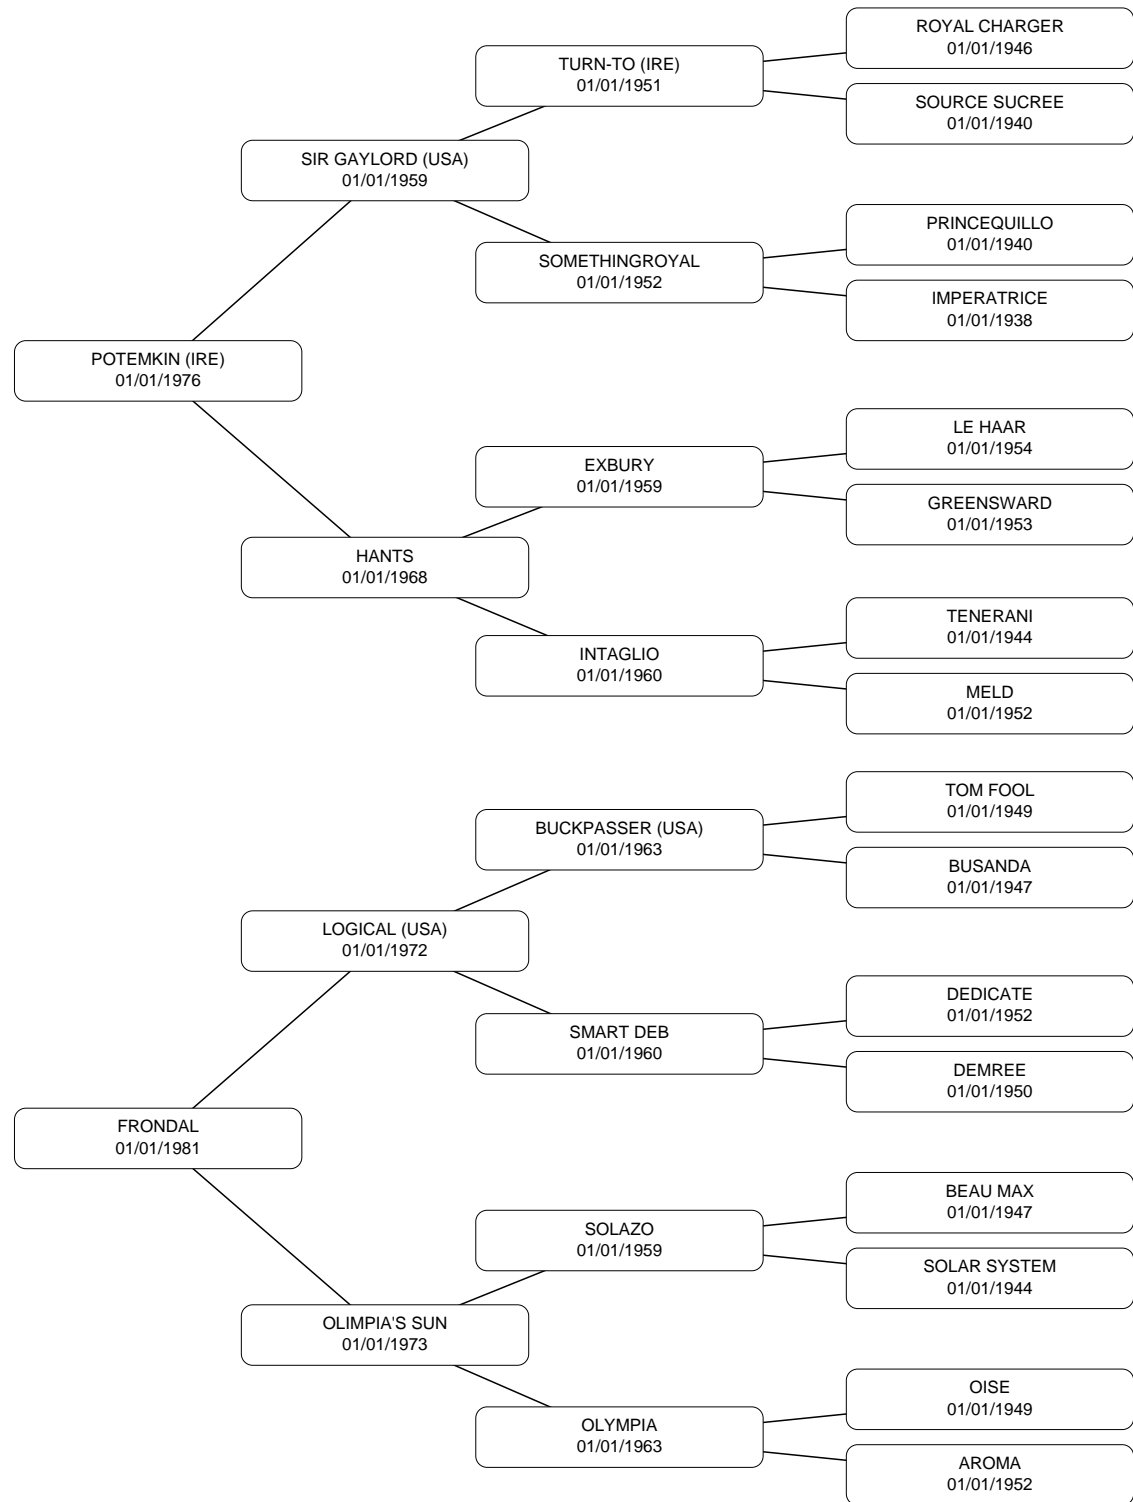 ROYAL CHARGER
01/01/1946
TURN-TO (IRE)
01/01/1951
SOURCE SUCREE
01/01/1940
SIR GAYLORD (USA)
01/01/1959
PRINCEQUILLO
01/01/1940
SOMETHINGROYAL
01/01/1952
IMPERATRICE
01/01/1938
POTEMKIN (IRE)
01/01/1976
LE HAAR
01/01/1954
EXBURY
01/01/1959
GREENSWARD
01/01/1953
HANTS
01/01/1968
TENERANI
01/01/1944
INTAGLIO
01/01/1960
MELD
01/01/1952
TOM FOOL
01/01/1949
BUCKPASSER (USA)
01/01/1963
BUSANDA
01/01/1947
LOGICAL (USA)
01/01/1972
DEDICATE
01/01/1952
SMART DEB
01/01/1960
DEMREE
01/01/1950
FRONDAL
01/01/1981
BEAU MAX
01/01/1947
SOLAZO
01/01/1959
SOLAR SYSTEM
01/01/1944
OLIMPIA'S SUN
01/01/1973
OISE
01/01/1949
OLYMPIA
01/01/1963
AROMA
01/01/1952